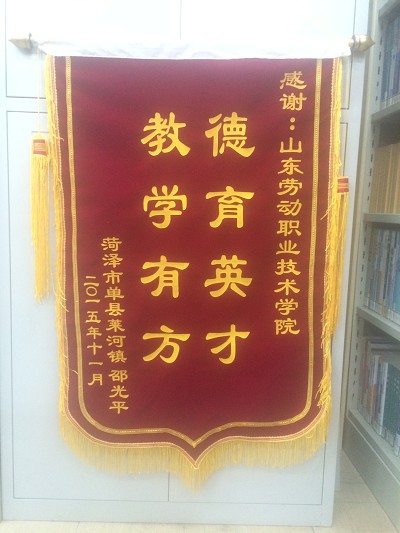 感谢：山东劳动职业技术学院
德育英才
教学有方
菏泽市单县莱河镇 邵光平
二〇一五年十一月